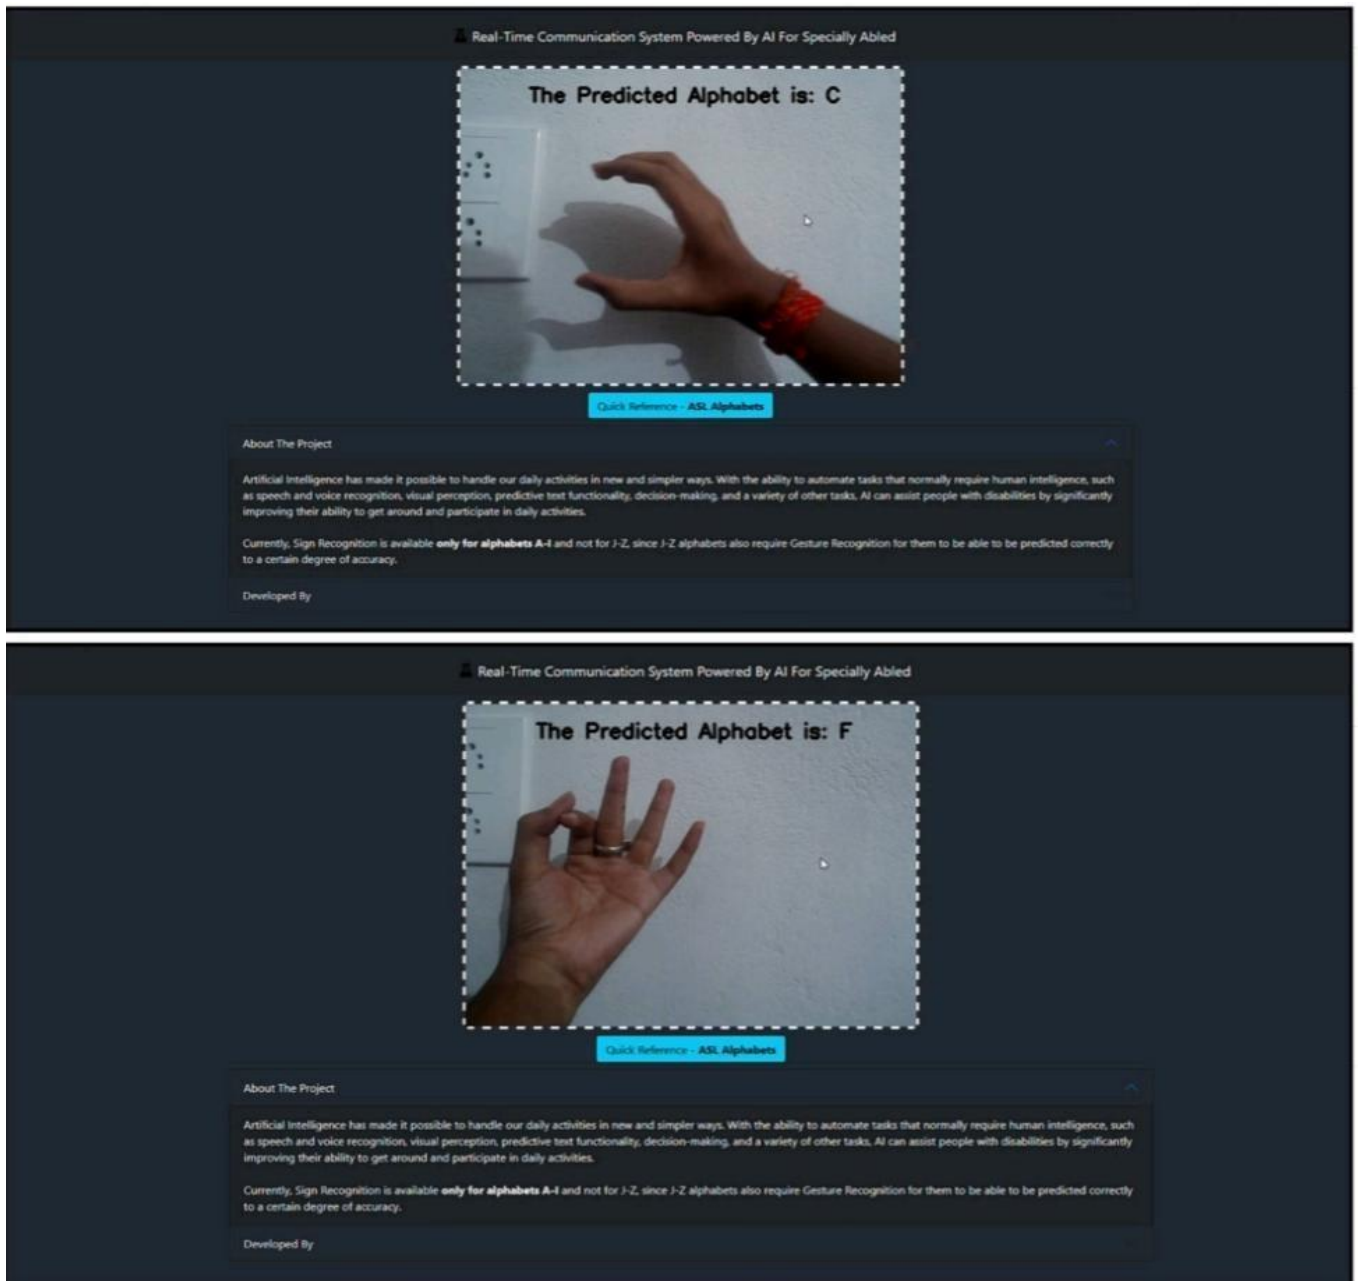 Real-Time Communication System Powered By AI For Specially Abled
The Predicted Alphabet is: C
Quick Reference - ASL Alphabets
About The Project
Artificial Intelligence has made it possible to handle our daily activities in new and simpler ways. With the ability to automate tasks that normally require human intelligence, such
as speech and voice recognition, visual perception, predictive text functionality, decision-making, and a variety of other tasks, AI can assist people with disabilities by significantly
improving their ability to get around and participate in daily activities.
Currently, Sign Recognition is available only for alphabets A-I and not for J-Z, since J-Z alphabets also require Gesture Recognition for them to be able to be predicted correctly
to a certain degree of accuracy.
Developed By
Real-Time Communication System Powered By AI For Specially Abled
The Predicted Alphabet is: F
Quick Reference - ASL Alphabets
About The Project
Artificial Intelligence has made it possible to handle our daily activities in new and simpler ways. With the ability to automate tasks that normally require human intelligence, such
as speech and voice recognition, visual perception, predictive text functionality, decision-making, and a variety of other tasks, AI can assist people with disabilities by significantly
improving their ability to get around and participate in daily activities.
Currently, Sign Recognition is available only for alphabets A-I and not for J-Z, since J-Z alphabets also require Gesture Recognition for them to be able to be predicted correctly
to a certain degree of accuracy.
Developed By